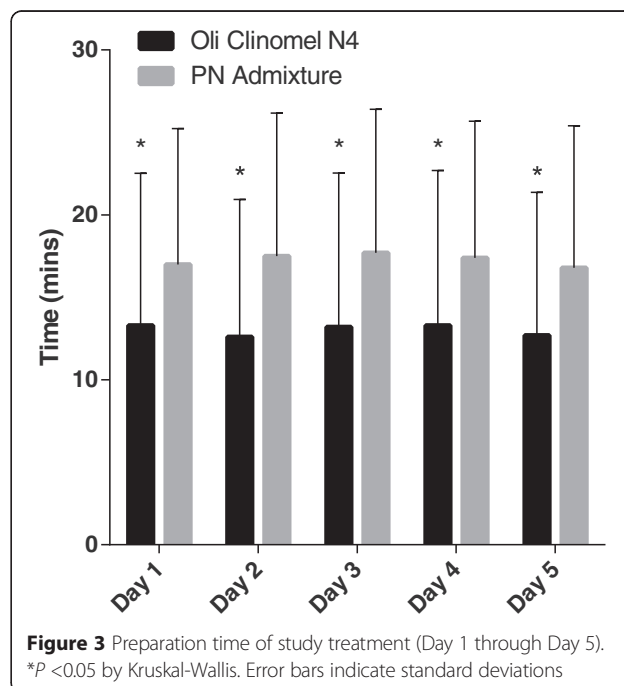 Oli Clinomel N4
PN Admixture
30
20
10
0
Time (mins)
*
*
*
*
*
Day 1
Day 2
Day 3
Day 4
Day 5
Figure 3 Preparation time of study treatment (Day 1 through Day 5).
*P <0.05 by Kruskal-Wallis. Error bars indicate standard deviations